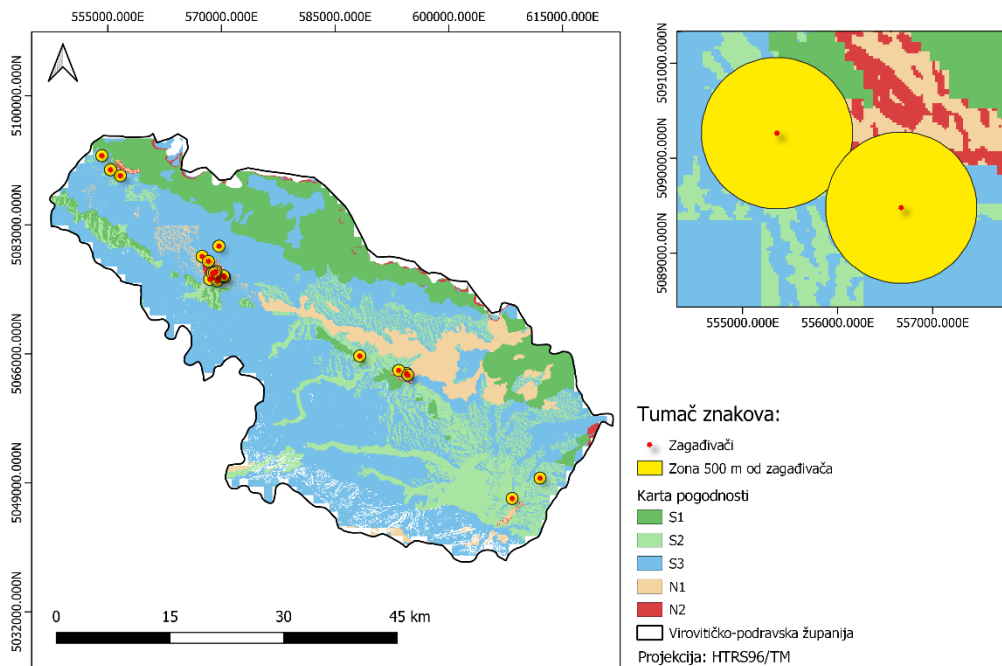 555000.000E 570000.000E 585000.000E 600000.000E 615000.000E
5100000.000N
5083000.000N
5066000.000N
5049000.000N
5032000.000N
0 15 30 45 km
5091000.000N
5090000.000N
5089000.000N
555000.000E 556000.000E 557000.000E
Tumač znakova:
Zagađivači
Zona 500 m od zagađivača
Karta pogodnosti
S1
S2
S3
N1
N2
Virovitičko-podravska županija
Projekcija: HTRS96/TM